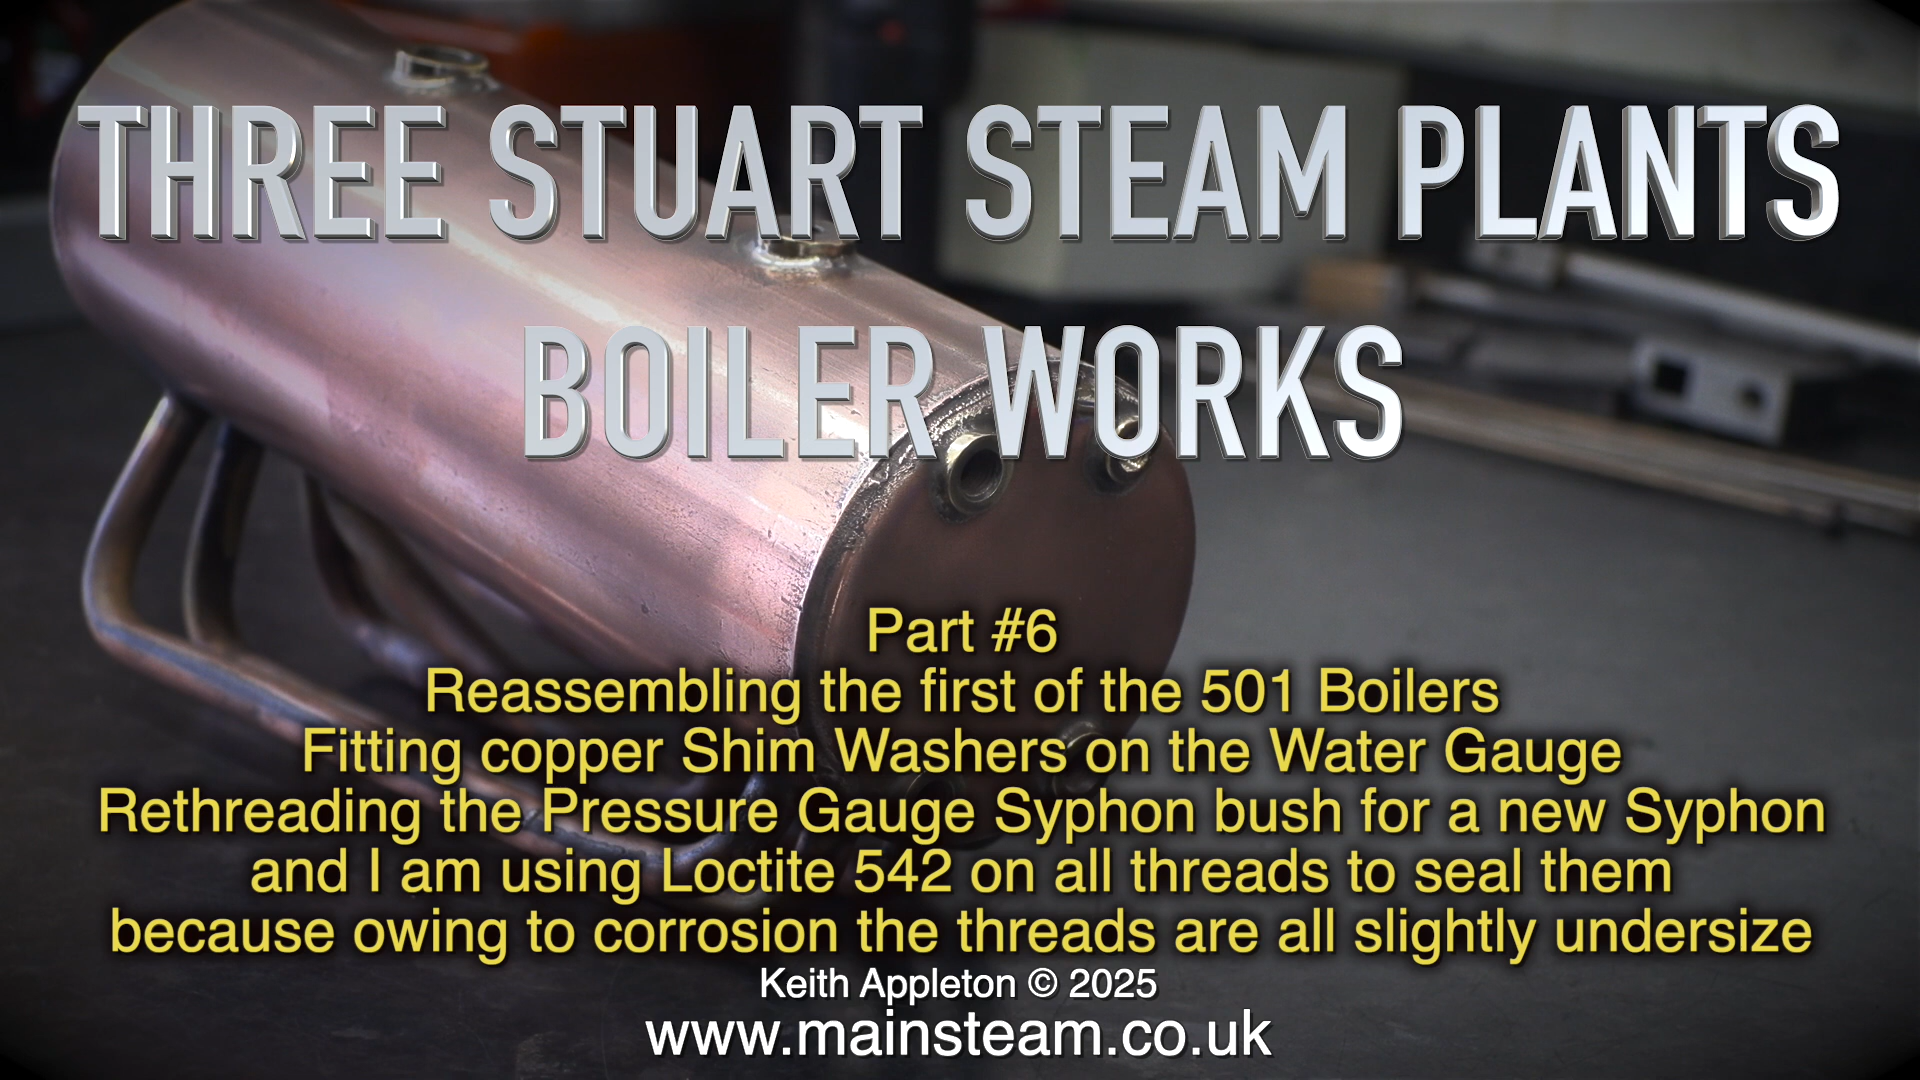 THREE STUART STEAM PLANTS
BOILER WORKS
Part #6
Reassembling the first of the 501 Boilers
Fitting copper Shim Washers on the Water Gauge
Rethreading the Pressure Gauge Syphon bush for a new Syphon
and I am using Loctite 542 on all threads to seal them
because owing to corrosion the threads are all slightly undersize
Keith Appleton © 2025
www.mainsteam.co.uk